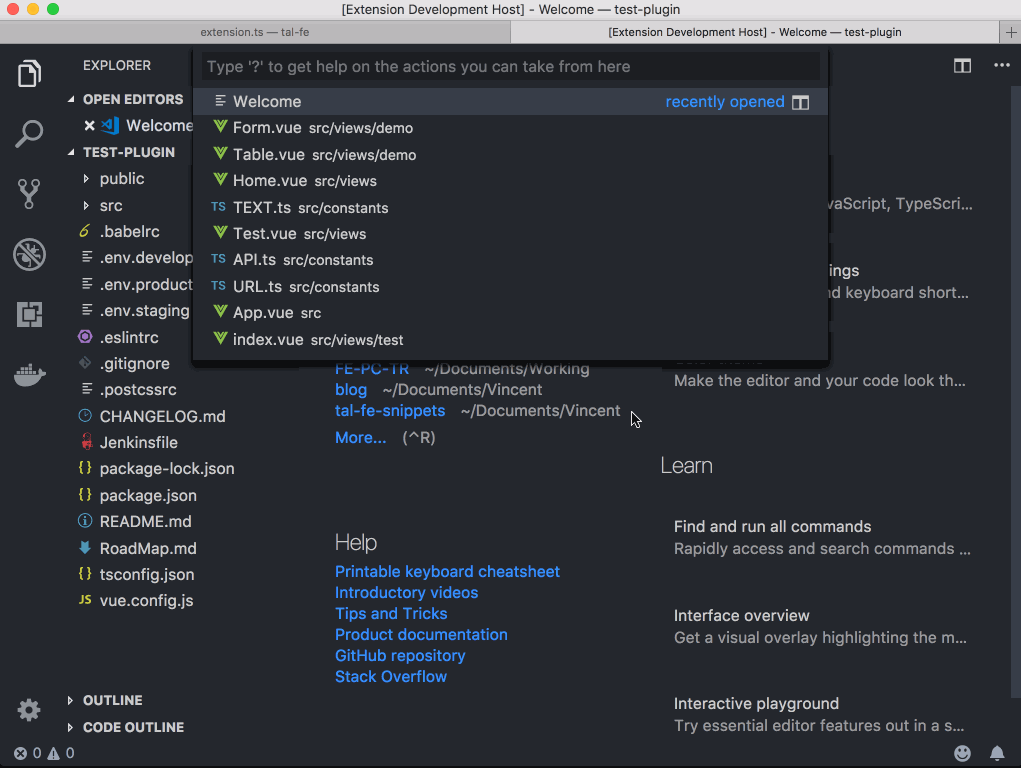 [Extension Development Host] - Welcome — test-plugin
extension.ts — tal-fe
[Extension Development Host] - Welcome — test-plugin
EXPLORER
OPEN EDITORS
Welcome
TEST-PLUGIN
public
src
.babelrc
.env.develop
.env.product
.env.staging
.eslintrc
.gitignore
.postcssrc
CHANGELOG.md
Jenkinsfile
package-lock.json
package.json
README.md
RoadMap.md
TS
tsconfig.json
JS vue.config.js
OUTLINE
CODE OUTLINE
0 0
Type '?' to get help on the actions you can take from here
Welcome recently opened
Form.vue src/views/demo
Table.vue src/views/demo
Home.vue src/views
TS TEXT.ts src/constants
Test.vue src/views
TS API.ts src/constants
TS URL.ts src/constants
App.vue src
index.vue src/views/test
FE-PC-TR ~/Documents/Working
blog ~/Documents/Vincent
tal-fe-snippets ~/Documents/Vincent
More... (^R)
Help
Printable keyboard cheatsheet
Introductory videos
Tips and Tricks
Product documentation
GitHub repository
Stack Overflow
vaScript, TypeScri...
ings
d keyboard short...
Make the editor and your code look th...
Learn
Find and run all commands
Rapidly access and search commands ...
Interface overview
Get a visual overlay highlighting the m...
Interactive playground
Try essential editor features out in a s...